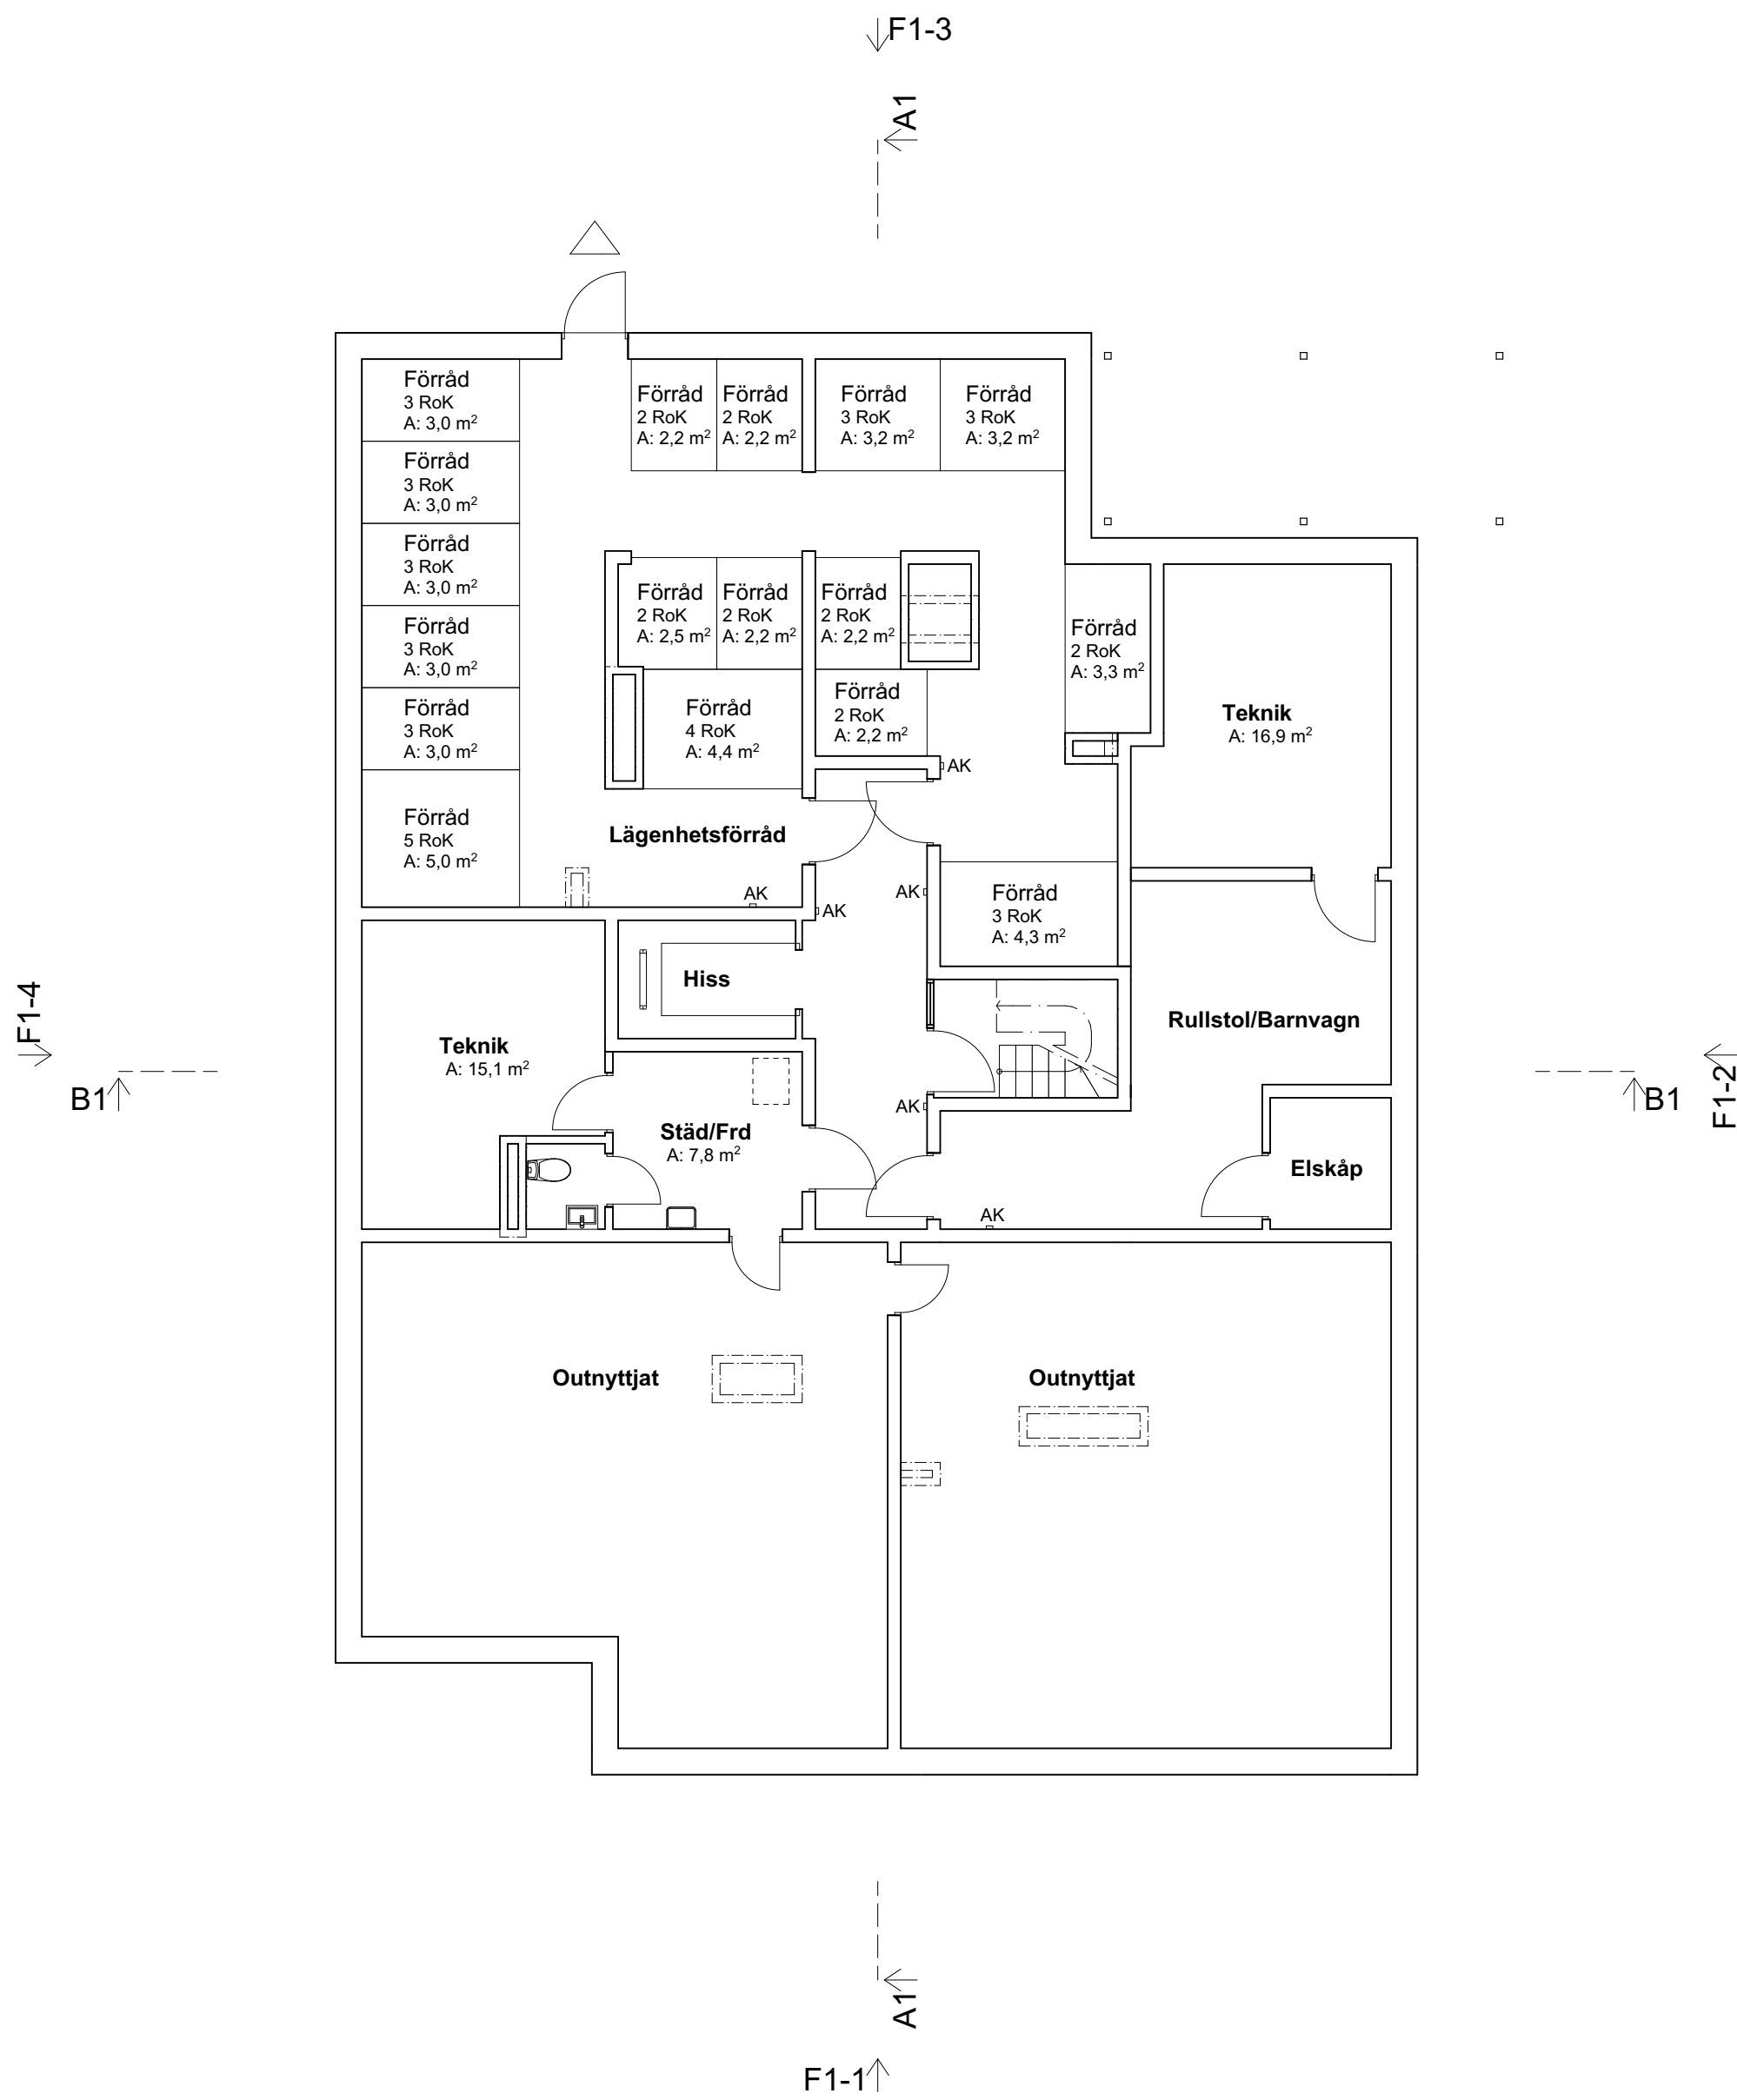 F1-3
A1
Förråd
3 RoK
A: 3,0 m²
Förråd
2 RoK
A: 2,2 m²
Förråd
2 RoK
A: 2,2 m²
Förråd
3 RoK
A: 3,2 m²
Förråd
3 RoK
A: 3,2 m²
Förråd
3 RoK
A: 3,0 m²
Förråd
3 RoK
A: 3,0 m²
Förråd
2 RoK
A: 2,5 m²
Förråd
2 RoK
A: 2,2 m²
Förråd
2 RoK
A: 2,2 m²
Förråd
2 RoK
A: 3,3 m²
Förråd
3 RoK
A: 3,0 m²
Förråd
3 RoK
A: 3,0 m²
Förråd
4 RoK
A: 4,4 m²
Förråd
2 RoK
A: 2,2 m²
Teknik
A: 16,9 m²
AK
Förråd
5 RoK
A: 5,0 m²
Lägenhetsförråd
AK
AK
AK
Förråd
3 RoK
A: 4,3 m²
Hiss
F1-4
B1
Teknik
A: 15,1 m²
Rullstol/Barnvagn
F1-2
B1
AK
Städ/Frd
A: 7,8 m²
Elskåp
AK
Outnyttjat
Outnyttjat
A1
F1-1